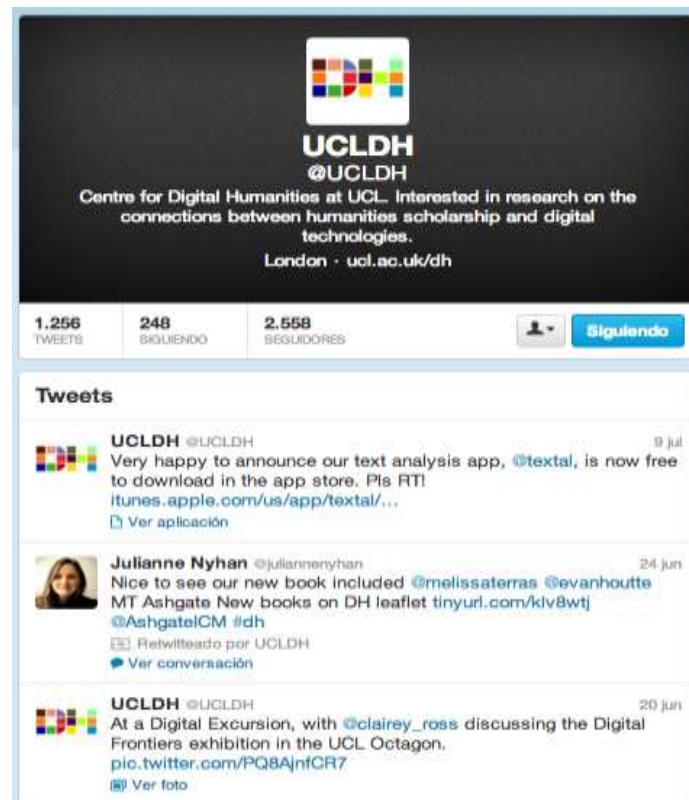 DH
UCLDH
@UCLDH
Centre for Digital Humanities at UCL. Interested in research on the
connections between humanities scholarship and digital
technologies.
London · ucl.ac.uk/dh
1.256
TWEETS
248
SIGUIENDO
2.558
SEGUIDORES
Siguiendo
Tweets
DH
UCLDH @UCLDH 9 jul
Very happy to announce our text analysis app, @textal, is now free
to download in the app store. Pls RT!
itunes.apple.com/us/app/textal/...
Ver aplicación
Julianne Nyhan @juliannenyhan 24 jun
Nice to see our new book included @melissaterras @evanhoutte
MT Ashgate New books on DH leaflet tinyurl.com/klv8wtj
@AshgateICM #dh
Retwitteado por UCLDH
Ver conversación
DH
UCLDH @UCLDH 20 jun
At a Digital Excursion, with @clairey_ross discussing the Digital
Frontiers exhibition in the UCL Octagon.
pic.twitter.com/PQ8AjnfCR7
Ver foto